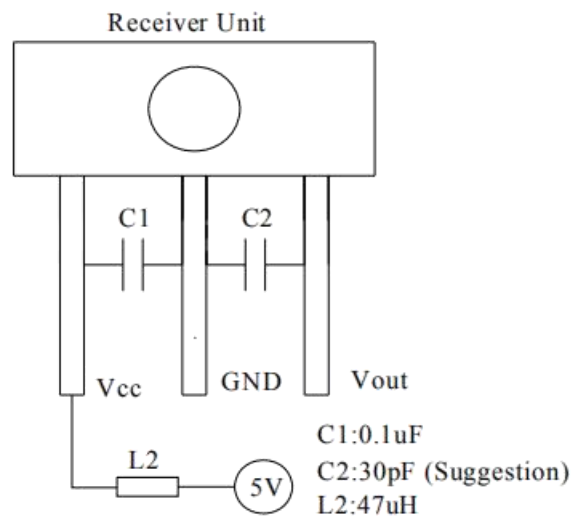 Receiver Unit
C1
C2
Vcc
GND
Vout
L2
5V
C1:0.1uF
C2:30pF (Suggestion)
L2:47uH